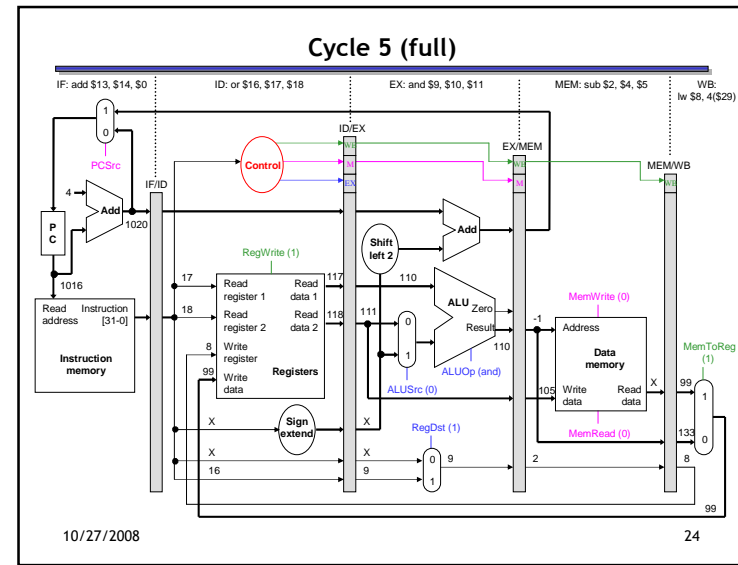 Cycle 5 (full)
IF: add $13, $14, $0
ID: or $16, $17, $18
EX: and $9, $10, $11
MEM: sub $2, $4, $5
WB:
lw $8, 4($29)
1
0
PCSrc
4
Add
1020
P
C
1016
Read
address
Instruction
[31-0]
Instruction
memory
IF/ID
Control
ID/EX
WB
M
EX
EX/MEM
WB
M
MEM/WB
WB
RegWrite (1)
17
18
8
99
Read
register 1
Read
register 2
Write
register
Write
data
Read
data 1
Read
data 2
Registers
117
118
Shift
left 2
Add
110
111
0
1
ALUSrc (0)
ALU
Zero
Result
110
ALUOp (and)
-1
105
MemWrite (0)
Address
Data
memory
Write
data
Read
data
MemRead (0)
X
99
133
MemToReg
(1)
1
0
X
Sign
extend
X
X
X
16
9
RegDst (1)
0
1
9
2
8
99
10/27/2008
24